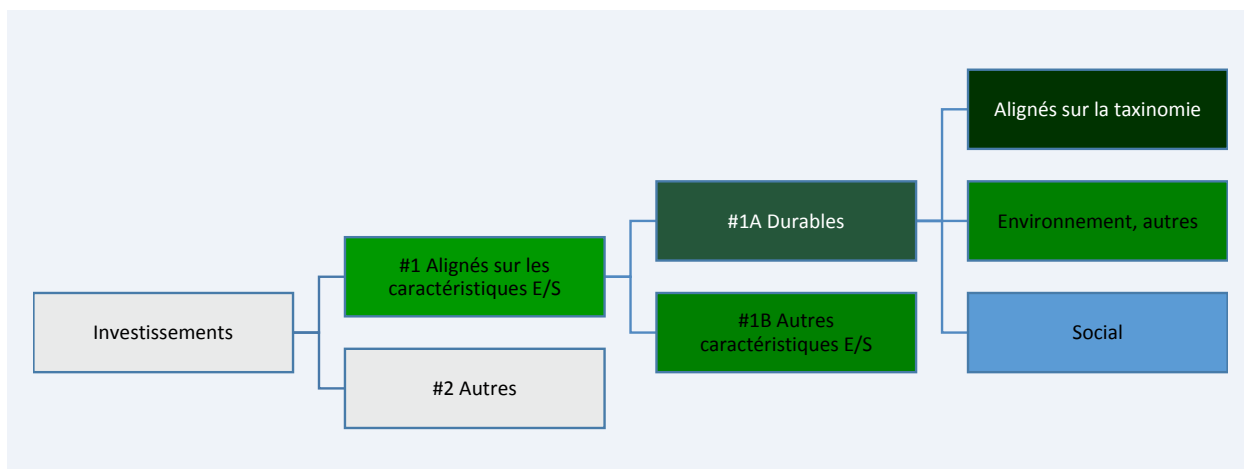 Investissements
#1 Alignés sur les
caractéristiques E/S
#2 Autres
#1A Durables
#1B Autres
caractéristiques E/S
Alignés sur la taxinomie
Environnement, autres
Social